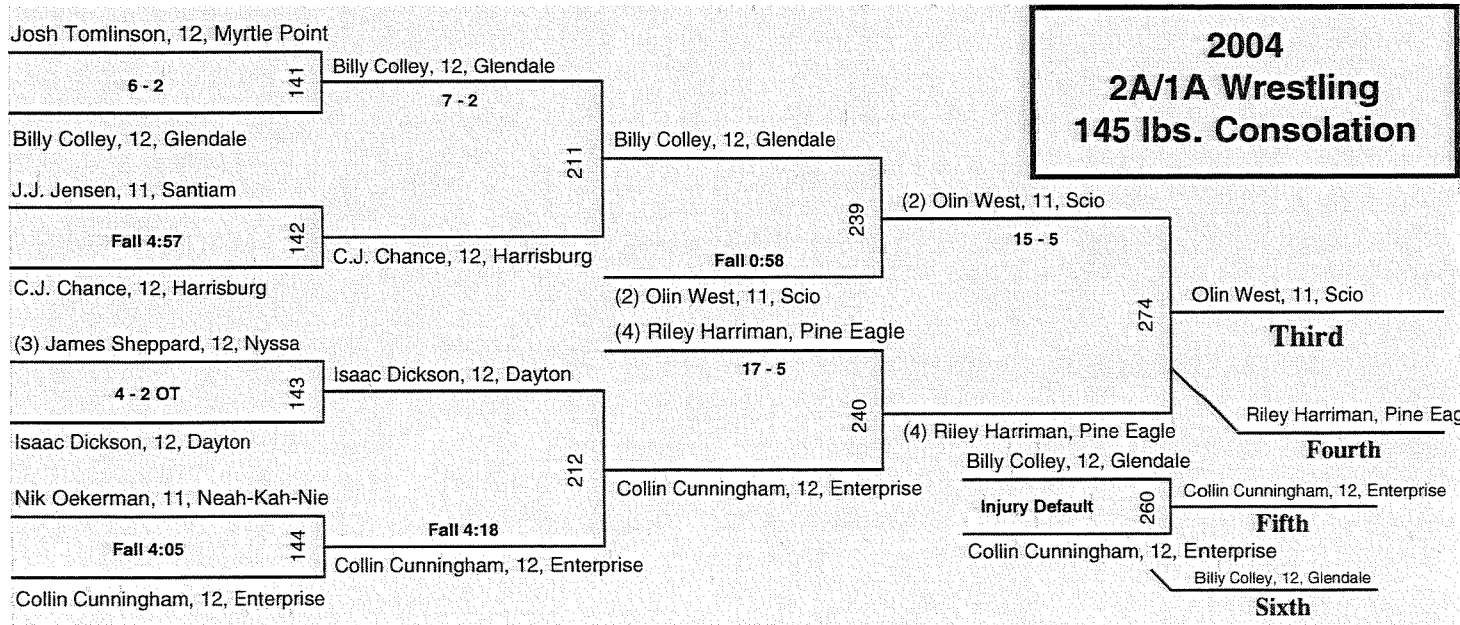 2004
2A/1A Wrestling
145 lbs. Consolation
Josh Tomlinson, 12, Myrtle Point
6 - 2
141
Billy Colley, 12, Glendale
J.J. Jensen, 11, Santiam
Fall 4:57
142
C.J. Chance, 12, Harrisburg
(3) James Sheppard, 12, Nyssa
4 - 2 OT
143
Isaac Dickson, 12, Dayton
Nik Oekerman, 11, Neah-Kah-Nie
Fall 4:05
144
Collin Cunningham, 12, Enterprise
Billy Colley, 12, Glendale
7 - 2
211
C.J. Chance, 12, Harrisburg
Isaac Dickson, 12, Dayton
212
Fall 4:18
Collin Cunningham, 12, Enterprise
Billy Colley, 12, Glendale
239
Fall 0:58
(2) Olin West, 11, Scio
(4) Riley Harriman, Pine Eagle
17 - 5
240
Collin Cunningham, 12, Enterprise
(2) Olin West, 11, Scio
15 - 5
274
(4) Riley Harriman, Pine Eagle
Olin West, 11, Scio
Third
Riley Harriman, Pine Eag
Fourth
Billy Colley, 12, Glendale
Injury Default
260
Collin Cunningham, 12, Enterprise
Collin Cunningham, 12, Enterprise
Fifth
Billy Colley, 12, Glendale
Sixth